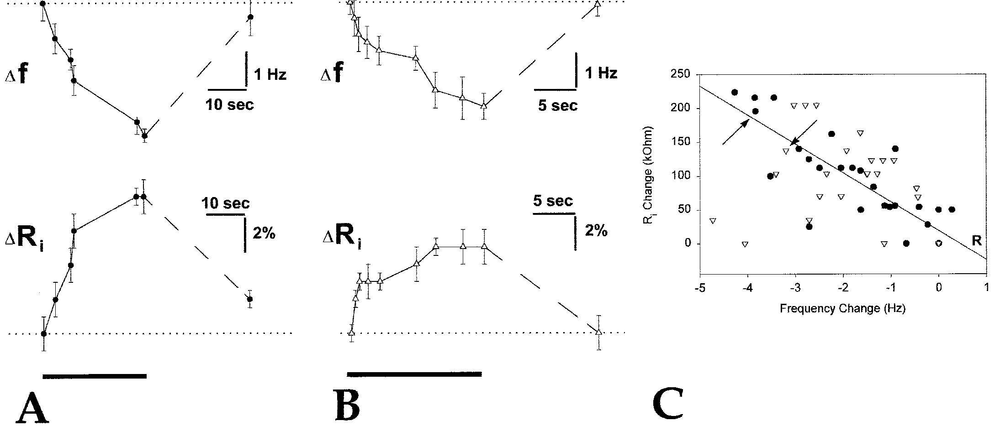 Δf
1 Hz
10 sec
10 sec
ΔRi
2%
A
Δf
1 Hz
5 sec
5 sec
ΔRi
2%
B
250
200
150
100
50
0
Ri Change (kOhm)
R
-5 -4 -3 -2 -1 0 1
Frequency Change (Hz)
C